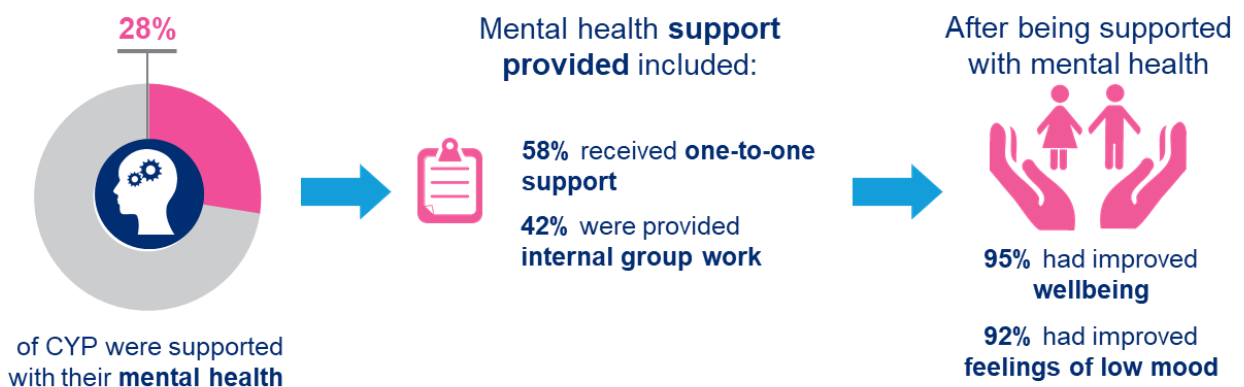 28%
of CYP were supported
with their mental health
Mental health support
provided included:
58% received one-to-one
support
42% were provided
internal group work
After being supported
with mental health
95% had improved
wellbeing
92% had improved
feelings of low mood